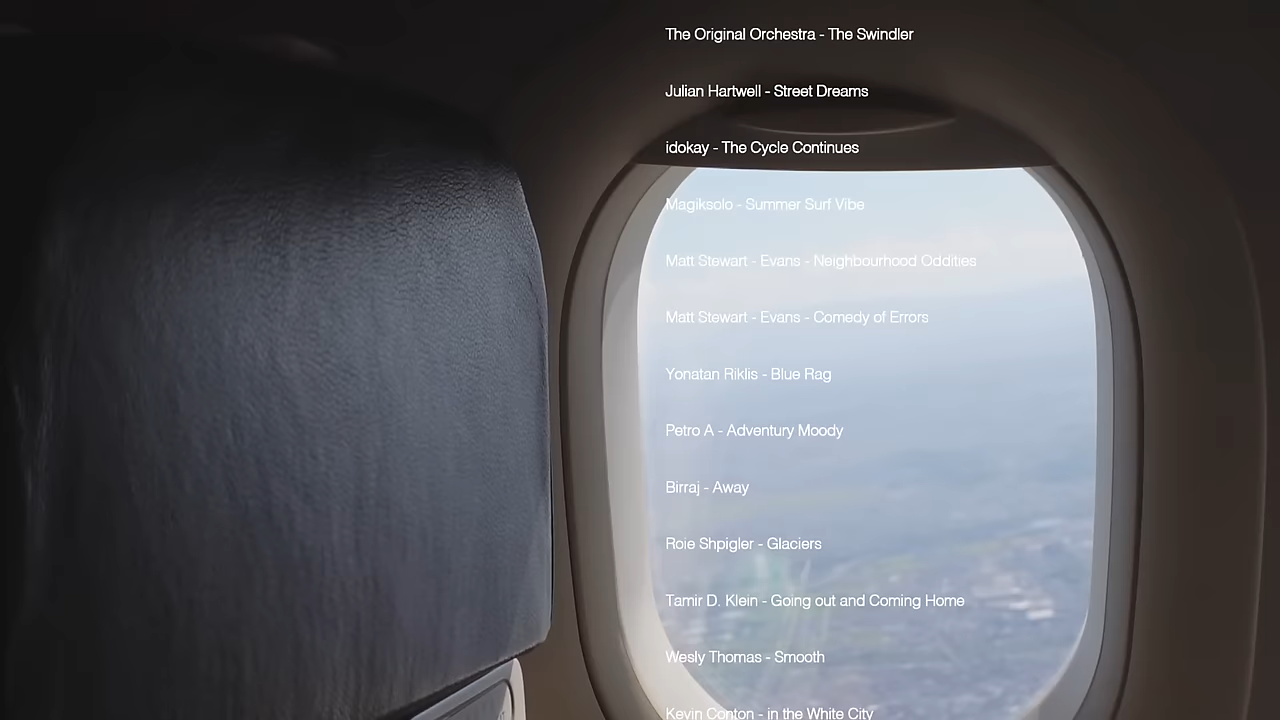 The Original Orchestra - The Swindler
Julian Hartwell - Street Dreams
idokay - The Cycle Continues
Magiksolo - Summer Surf Vibe
Matt Stewart - Evans - Neighbourhood Oddities
Matt Stewart - Evans - Comedy of Errors
Yonatan Riklis - Blue Rag
Petro A - Adventury Moody
Birraj - Away
Roie Shpigler - Glaciers
Tamir D. Klein - Going out and Coming Home
Wesly Thomas - Smooth
Kevin Conton - in the White City